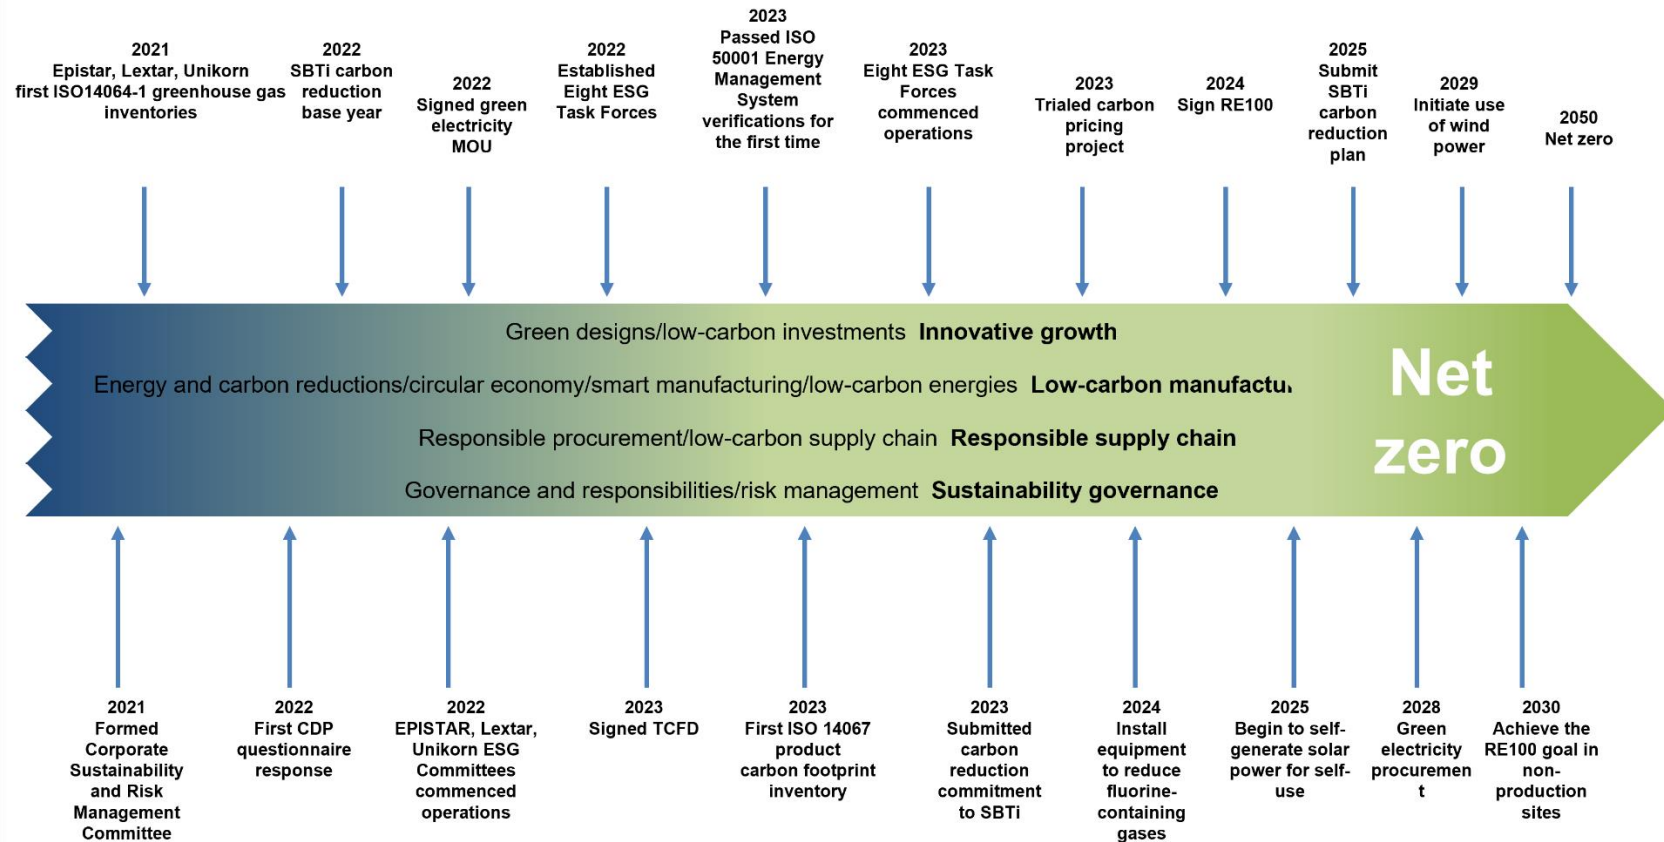 2021
Epistar, Lextar, Unikorn
first ISO14064-1 greenhouse gas
inventories
2022
SBTi carbon
reduction
base year
2022
Signed green
electricity
MOU
2022
Established
Eight ESG
Task Forces
2023
Passed ISO
50001 Energy
Management
System
verifications for
the first time
2023
Eight ESG Task
Forces
commenced
operations
2023
Trialed carbon
pricing
project
2024
Sign RE100
2025
Submit
SBTi
carbon
reduction
plan
2029
Initiate use
of wind
power
2050
Net zero
Green designs/low-carbon investments Innovative growth
Energy and carbon reductions/circular economy/smart manufacturing/low-carbon energies Low-carbon
Responsible procurement/low-carbon supply chain Responsible supply chain
Governance and responsibilities/risk management Sustainability governance
Net
zero
2021
Formed
Corporate
Sustainability
and Risk
Management
Committee
2022
First CDP
questionnaire
response
2022
EPISTAR, Lextar,
Unikorn ESG
Committees
commenced
operations
2023
Signed TCFD
2023
First ISO 14067
product
carbon footprint
inventory
2023
Submitted
carbon
reduction
commitment
to SBTi
2024
Install
equipment
to reduce
fluorine-
containing
gases
2025
Begin to self-
generate solar
power for self-
use
2028
Green
electricity
procuremen
t
2030
Achieve the
RE100 goal in
non-
production
sites